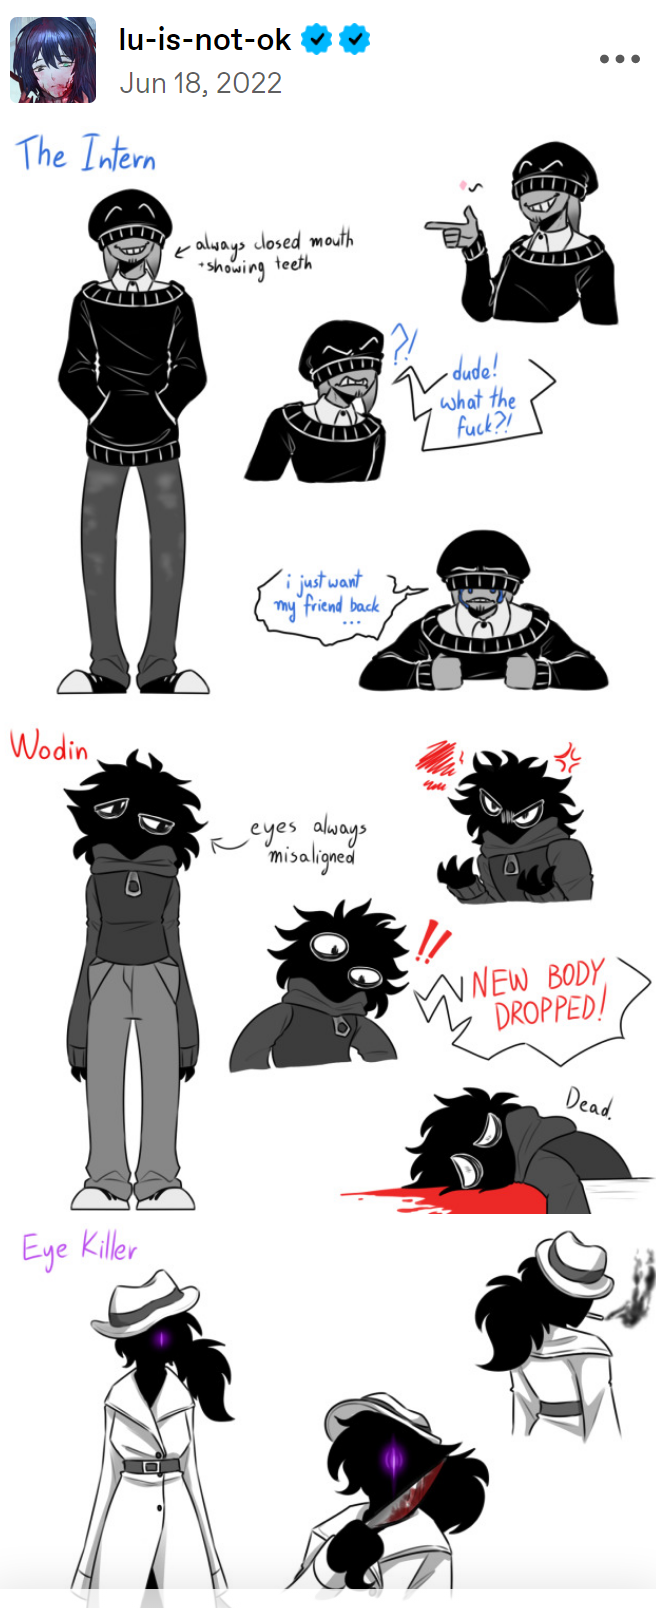 lu-is-not-ok
Jun 18, 2022
The Intern
always closed mouth
+showing teeth
?!
dude!
what the
fuck?!
i just want
my friend back
...
Wodin
eyes always
misaligned
!!
NEW BODY
DROPPED!
Dead.
Eye Killer